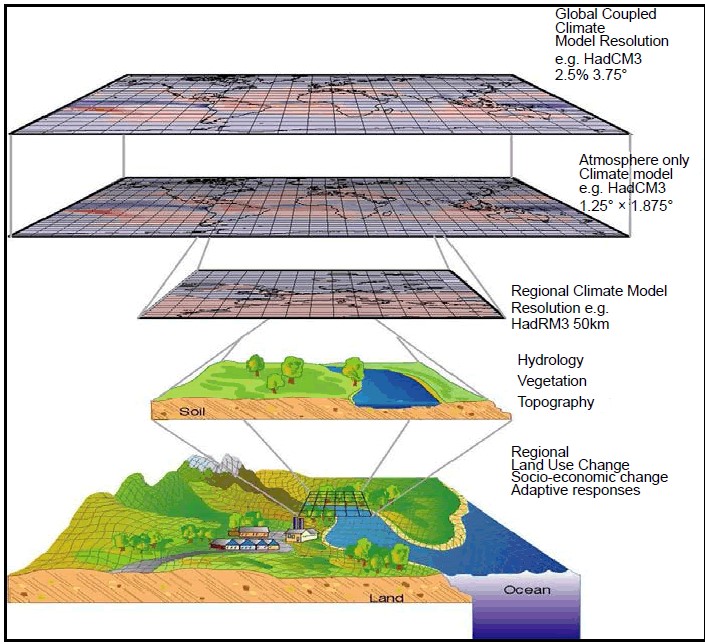 Global Coupled
Climate
Model Resolution
e.g. HadCM3
2.5% 3.75°
Atmosphere only
Climate model
e.g. HadCM3
1.25° × 1.875°
Regional Climate Model
Resolution e.g.
HadRM3 50km
Hydrology
Vegetation
Topography
Soil
Regional
Land Use Change
Socio-economic change
Adaptive responses
Ocean
Land